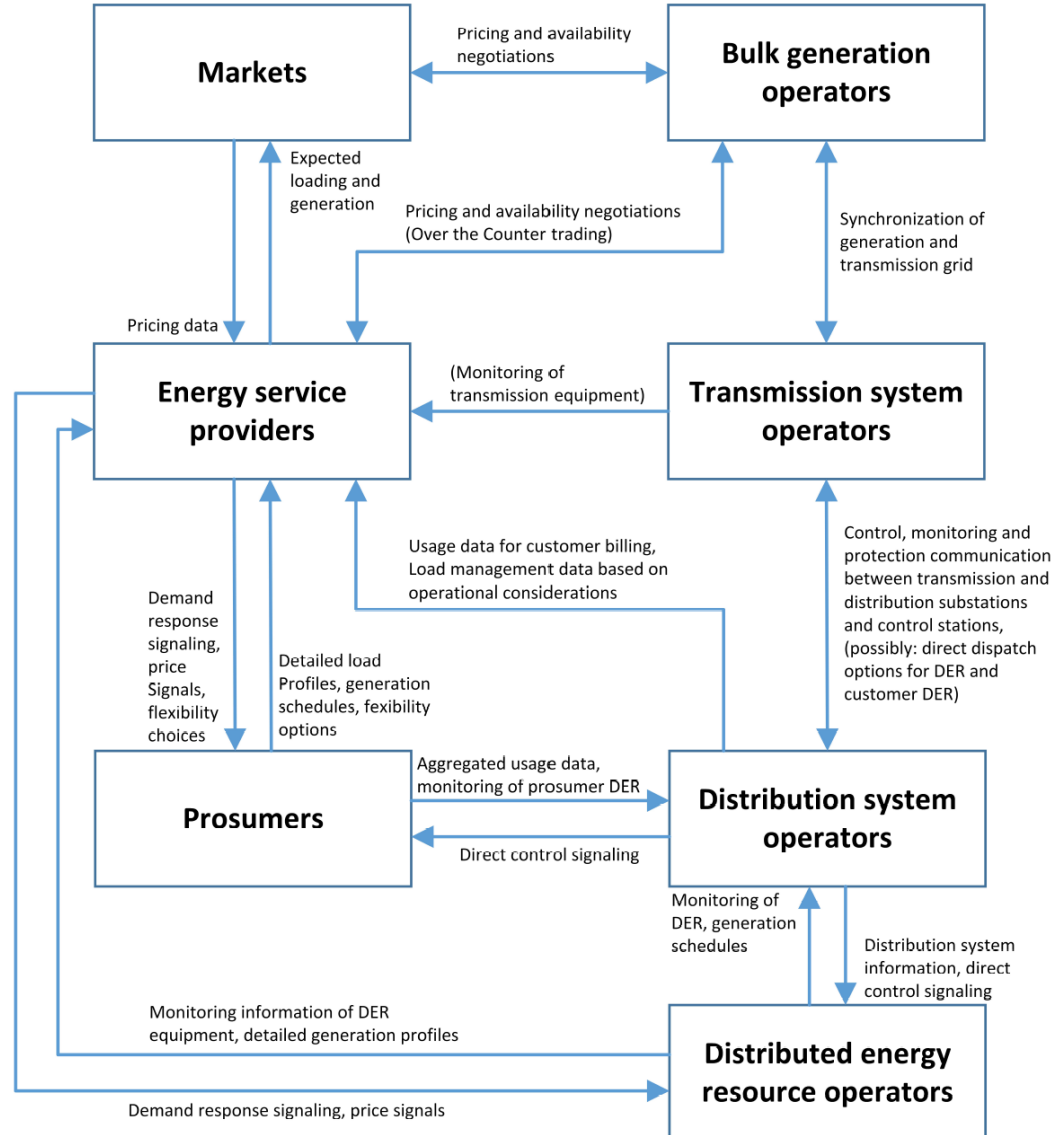 Markets
Pricing and availability
negotiations
Bulk generation
operators
Expected
loading and
generation
Pricing and availability negotiations
(Over the Counter trading)
Synchronization of
generation and
transmission grid
Pricing data
Energy service
providers
(Monitoring of
transmission equipment)
Transmission system
operators
Usage data for customer billing,
Load management data based on
operational considerations
Control, monitoring and
protection communication
between transmission and
distribution substations
and control stations,
(possibly: direct dispatch
options for DER and
customer DER)
Demand
response
signaling,
price
Signals,
flexibility
choices
Detailed load
Profiles, generation
schedules, fexibility
options
Prosumers
Aggregated usage data,
monitoring of prosumer DER
Direct control signaling
Distribution system
operators
Monitoring of
DER, generation
schedules
Distribution system
information, direct
control signaling
Monitoring information of DER
equipment, detailed generation profiles
Distributed energy
resource operators
Demand response signaling, price signals